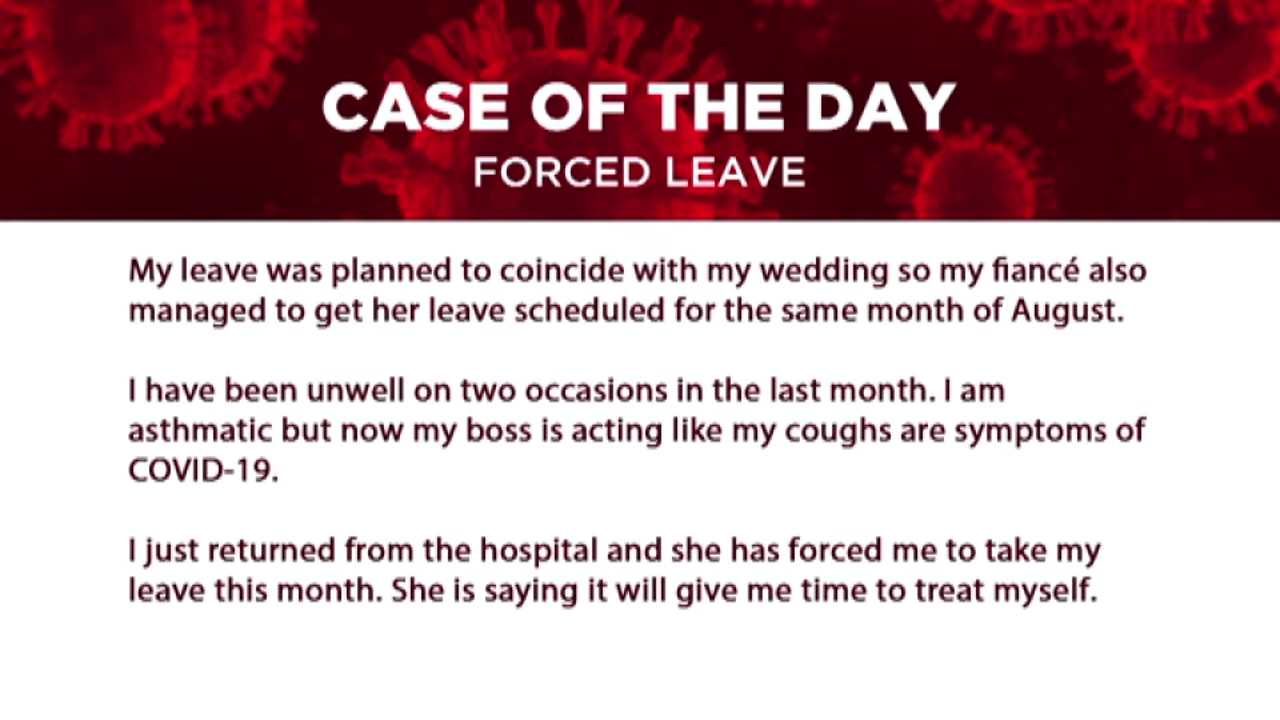 CASE OF THE DAY
FORCED LEAVE
My leave was planned to coincide with my wedding so my fiancé also
managed to get her leave scheduled for the same month of August.
I have been unwell on two occasions in the last month. I am
asthmatic but now my boss is acting like my coughs are symptoms of
COVID-19.
I just returned from the hospital and she has forced me to take my
leave this month. She is saying it will give me time to treat myself.